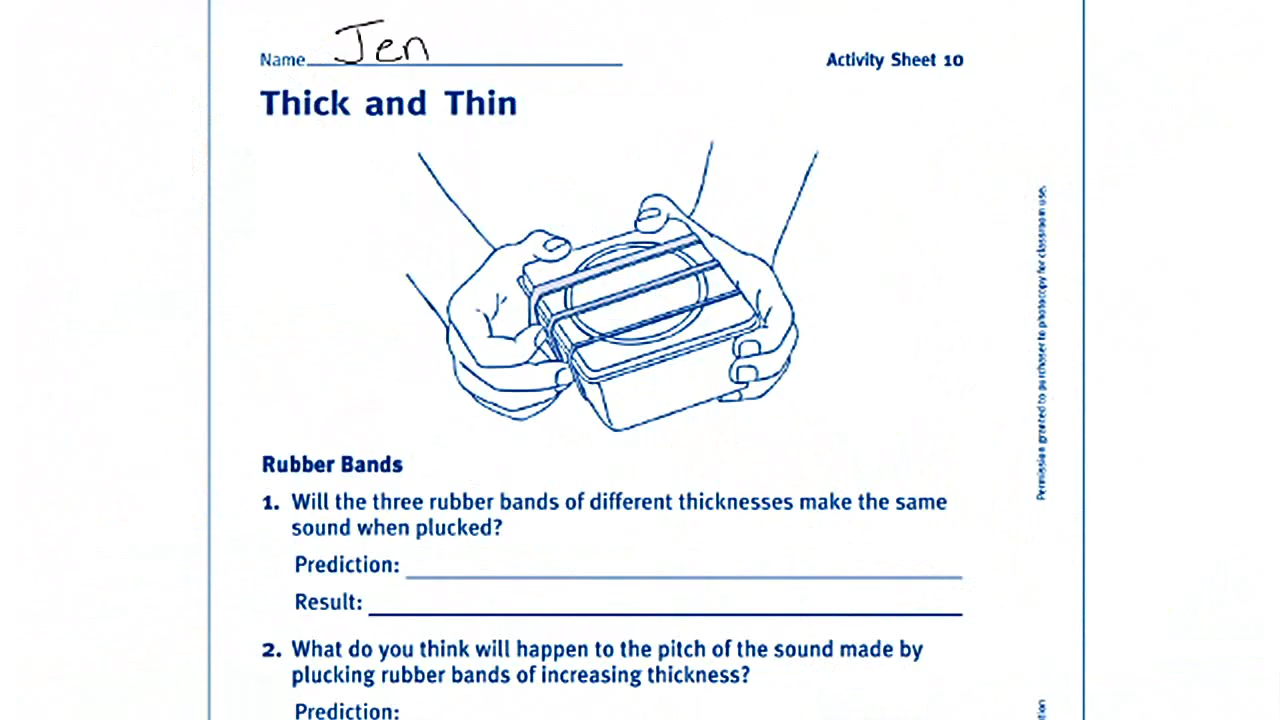 Name Jen Activity Sheet 10
Thick and Thin
Permission granted to purchaser to photocopy for classroom use.
Rubber Bands
1. Will the three rubber bands of different thicknesses make the same
sound when plucked?
Prediction:
Result:
2. What do you think will happen to the pitch of the sound made by
plucking rubber bands of increasing thickness?
Prediction: